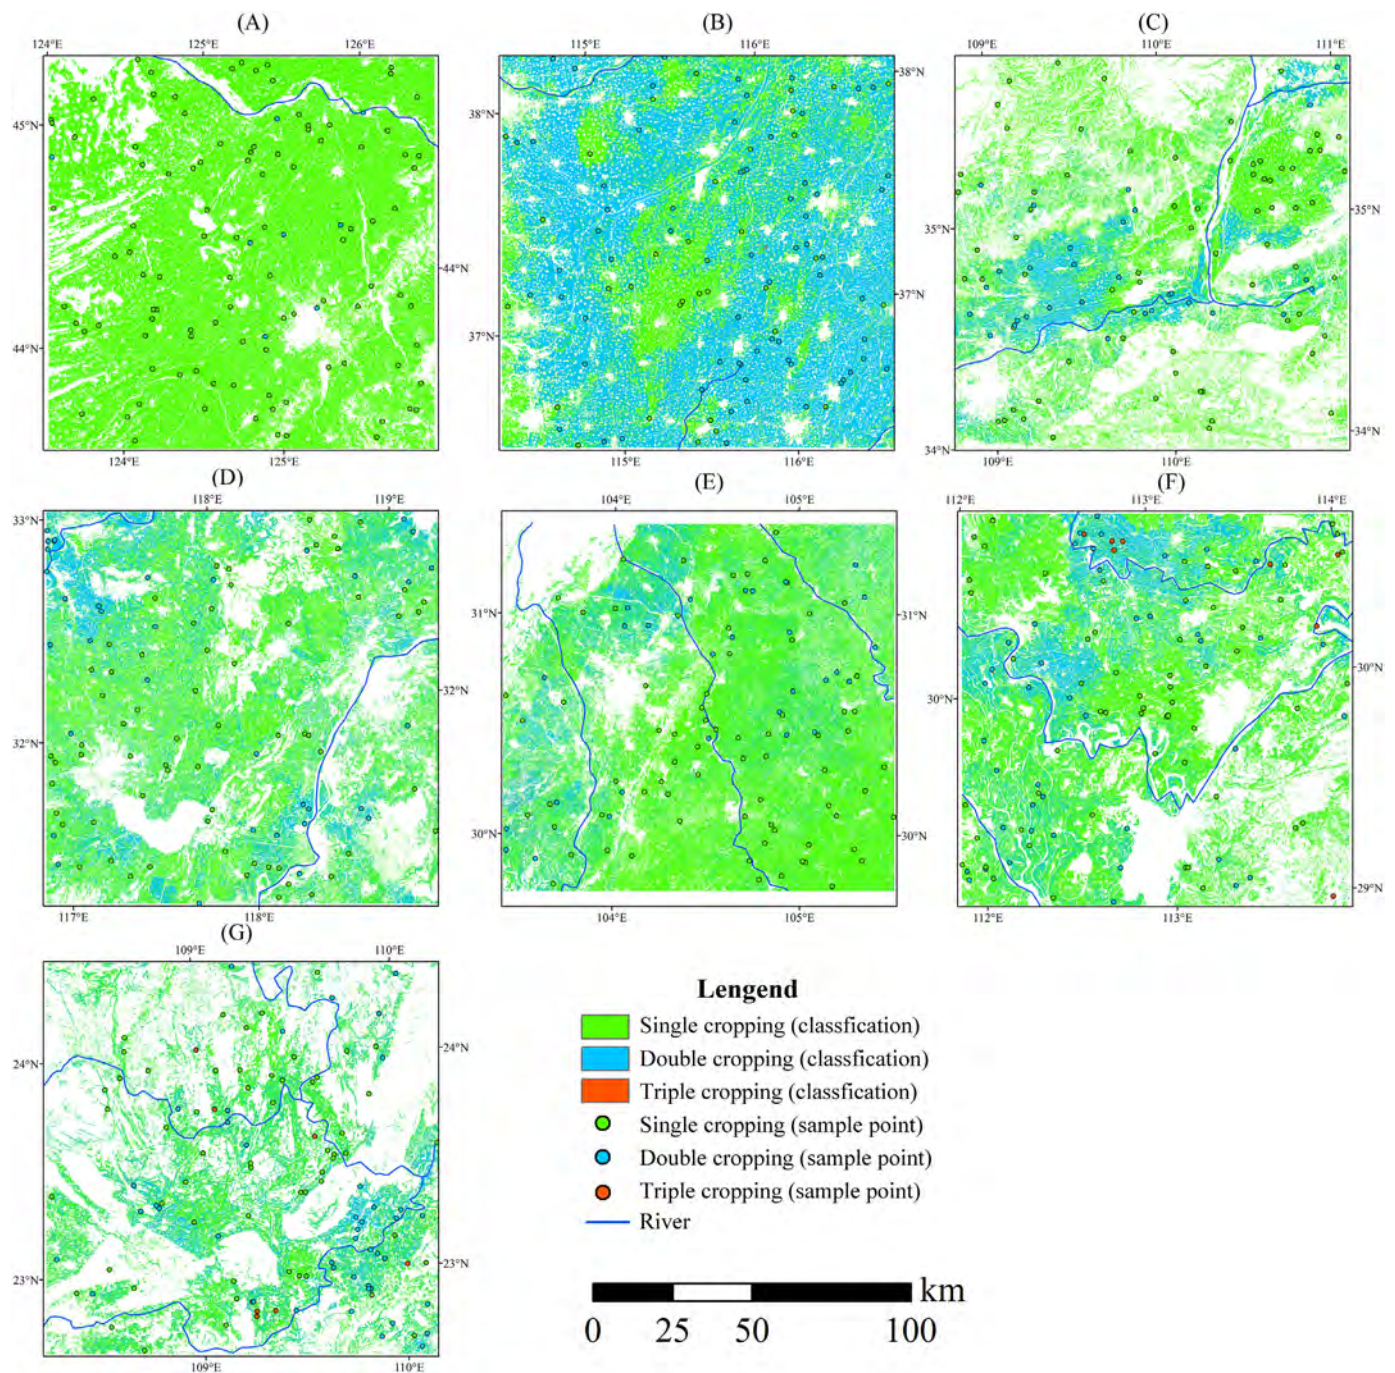 (A) (B) (C)
124°E 125°E 126°E 115°E 116°E 109°E 110°E 111°E
45°N 44°N 38°N 38°N 35°N 35°N
44°N 37°N 37°N 34°N 34°N
124°E 125°E 115°E 116°E 109°E 110°E
(D) (E) (F)
118°E 119°E 104°E 105°E 112°E 113°E 114°E
33°N 32°N 31°N 31°N 30°N 30°N
32°N 30°N 30°N 29°N
117°E 118°E 104°E 105°E 112°E 113°E
(G)
109°E 110°E
24°N 24°N
23°N 23°N
109°E 110°E
Lengend
Single cropping (classfication)
Double cropping (classfication)
Triple cropping (classfication)
Single cropping (sample point)
Double cropping (sample point)
Triple cropping (sample point)
River
km
0 25 50 100